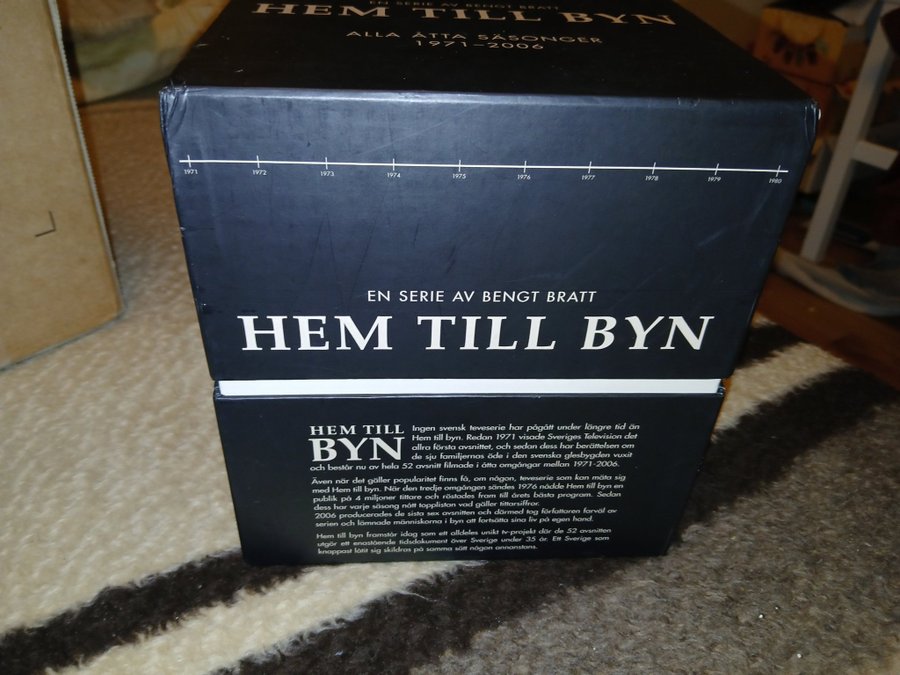 EN SERIE AV BENGT BRATT
HEM TILL BYN
ALLA ÅTTA SÄSONGER
1971–2006
1971 1972 1973 1974 1975 1976 1977 1978 1979 1980
EN SERIE AV BENGT BRATT
HEM TILL BYN
HEM TILL
BYN
Ingen svensk teveserie har pågått under längre tid än
Hem till byn. Redan 1971 visade Sveriges Television det
allra första avsnittet, och sedan dess har berättelsen om
de sju familjernas öde i den svenska glesbygden vuxit
och består nu av hela 52 avsnitt filmade i åtta omgångar mellan 1971-2006.
Även när det gäller popularitet finns få, om någon, teveserie som kan mäta sig
med Hem till byn. När den tredje omgången sändes 1976 nådde Hem till byn en
publik på 4 miljoner tittare och röstades fram till årets bästa program. Sedan
dess har varje säsong nått topplistan vad gället tittarsiffror.
2006 producerades de sista sex avsnitten och därmed tog författaren farväl av
serien och lämnade människorna i byn att fortsätta sina liv på egen hand.
Hem till byn framstår idag som ett alldeles unikt tv-projekt där de 52 avsnitten
utgör ett enastående tidsdokument över Sverige under 35 år. Ett Sverige som
knappast låtit sig skildras på samma sätt någon annanstans.